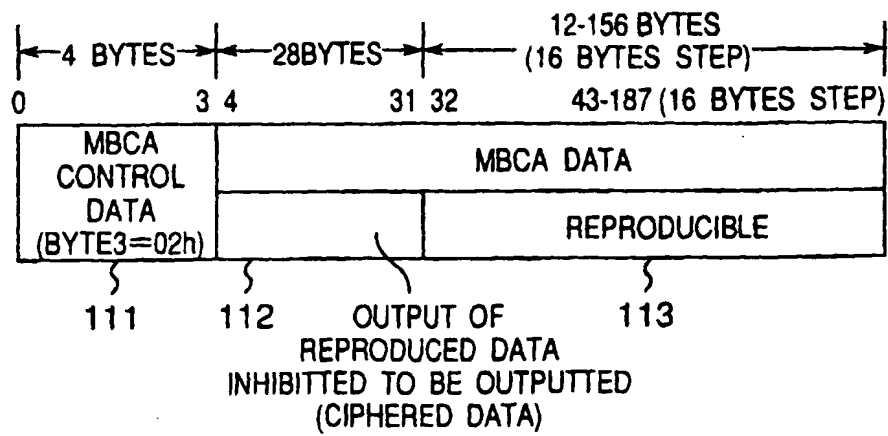 12-156 BYTES
4 BYTES 28BYTES (16 BYTES STEP)
0 3 4 31 32 43-187 (16 BYTES STEP)
MBCA
CONTROL
DATA
(BYTE3=02h)
MBCA DATA
REPRODUCIBLE
111 112 113
OUTPUT OF
REPRODUCED DATA
INHIBITTED TO BE OUTPUTTED
(CIPHERED DATA)